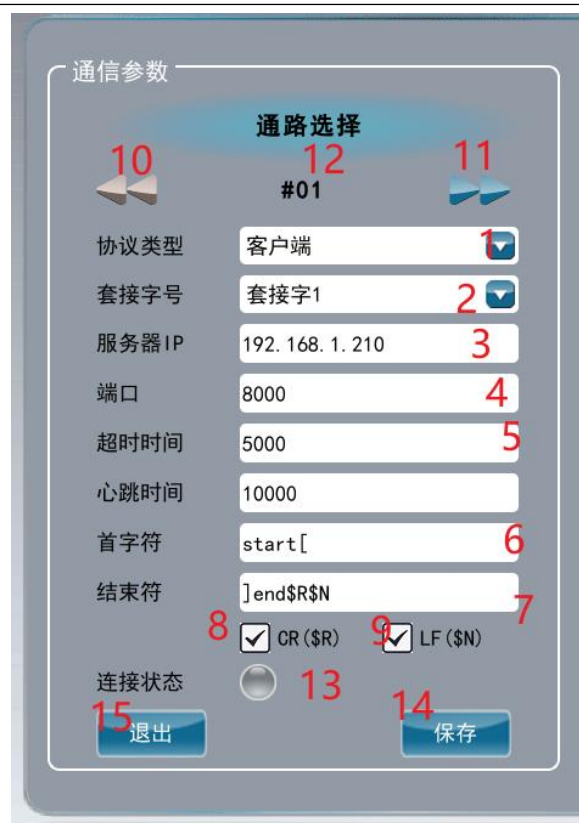 通信参数
通路选择
10 12 11
#01
协议类型 客户端 1
套接字号 套接字1 2
服务器IP 192.168.1.210 3
端口 8000 4
超时时间 5000 5
心跳时间 10000
首字符 start[ 6
结束符 ]end$R$N 7
8 CR($R) 9 LF($N)
连接状态 13
15 14
退出 保存